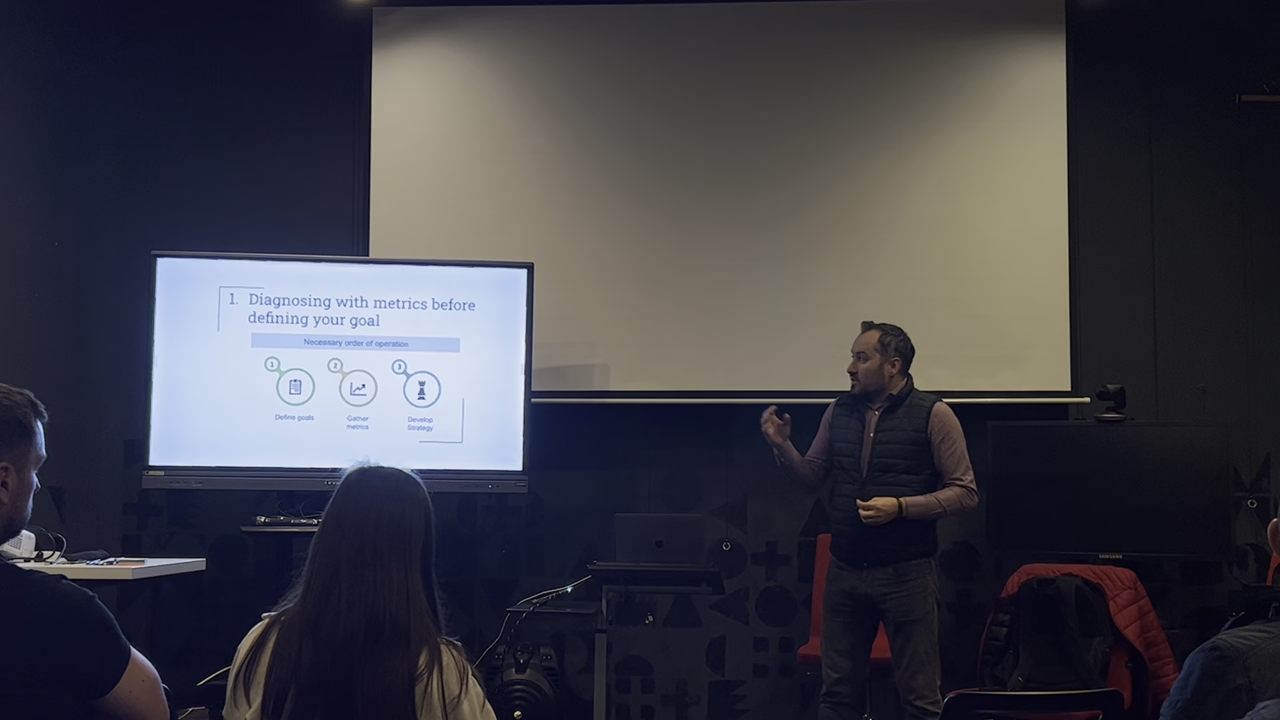 1. Diagnosing with metrics before
defining your goal
Necessary order of operation
1
2
3
Define goals
Gather
metrics
Develop
Strategy
SAMSUNG